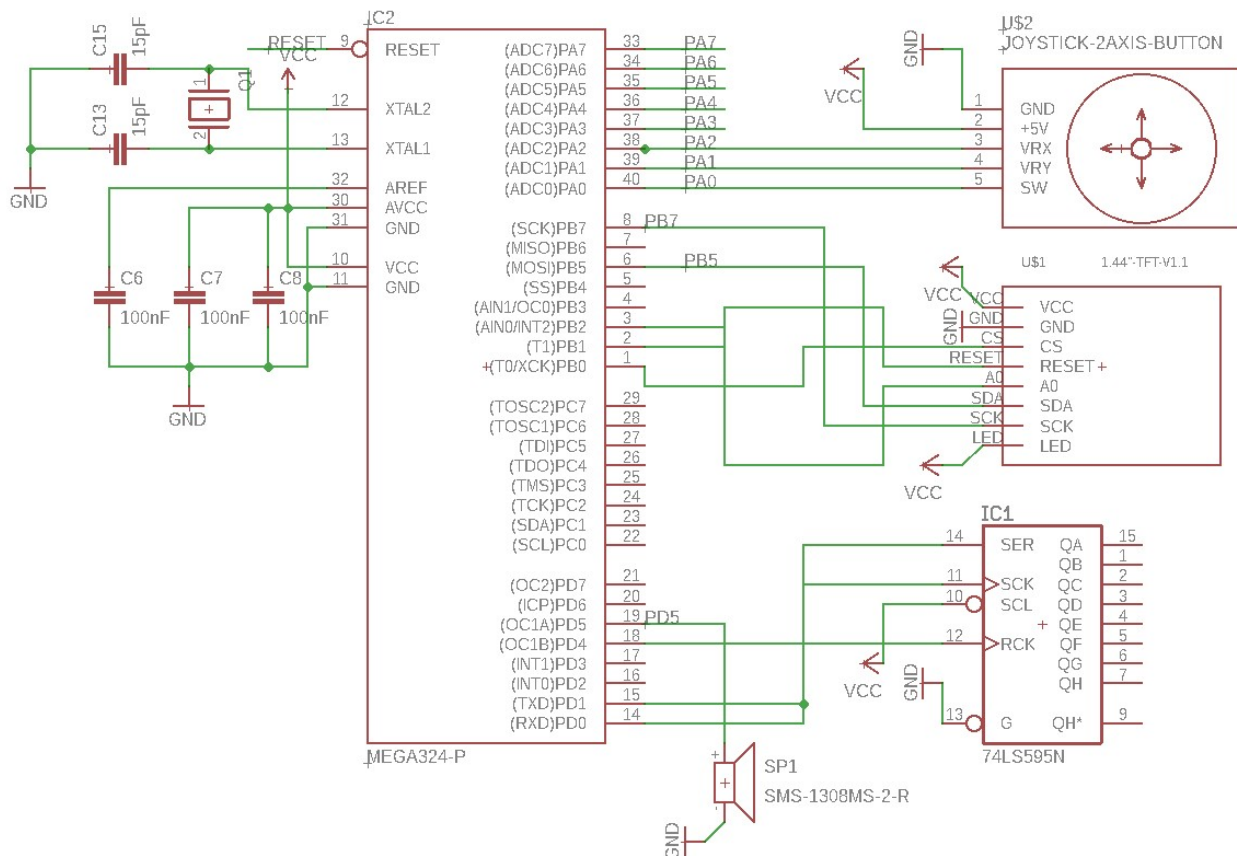 IC2
RESET
9
RESET
VCC
C15
15pF
Q1
1
2
12
XTAL2
C13
15pF
13
XTAL1
GND
32
AREF
30
AVCC
31
GND
10
VCC
11
GND
C6
100nF
C7
100nF
C8
100nF
GND
(ADC7)PA7
33
PA7
(ADC6)PA6
34
PA6
(ADC5)PA5
35
PA5
(ADC4)PA4
36
PA4
(ADC3)PA3
37
PA3
(ADC2)PA2
38
PA2
(ADC1)PA1
39
PA1
(ADC0)PA0
40
PA0
(SCK)PB7
8
PB7
(MISO)PB6
7
(MOSI)PB5
6
PB5
(SS)PB4
5
(AIN1/OC0)PB3
4
(AIN0/INT2)PB2
3
(T1)PB1
2
(T0/XCK)PB0
1
(TOSC2)PC7
29
(TOSC1)PC6
28
(TDI)PC5
27
(TDO)PC4
26
(TMS)PC3
25
(TCK)PC2
24
(SDA)PC1
23
(SCL)PC0
22
(OC2)PD7
21
(ICP)PD6
20
(OC1A)PD5
19
PD5
(OC1B)PD4
18
(INT1)PD3
17
(INT0)PD2
16
(TXD)PD1
15
(RXD)PD0
14
MEGA324-P
U$2
JOYSTICK-2AXIS-BUTTON
GND
VCC
1
GND
2
+5V
3
VRX
4
VRY
5
SW
U$1
1.44"-TFT-V1.1
VCC
VCC
VCC
GND
GND
GND
CS
CS
RESET
RESET
A0
A0
SDA
SDA
SCK
SCK
LED
LED
VCC
IC1
14
SER
QA
15
QB
1
11
SCK
QC
2
10
SCL
QD
3
QE
4
12
RCK
QF
5
QG
6
QH
7
VCC
GND
13
G
QH*
9
74LS595N
+
-
SP1
SMS-1308MS-2-R
GND